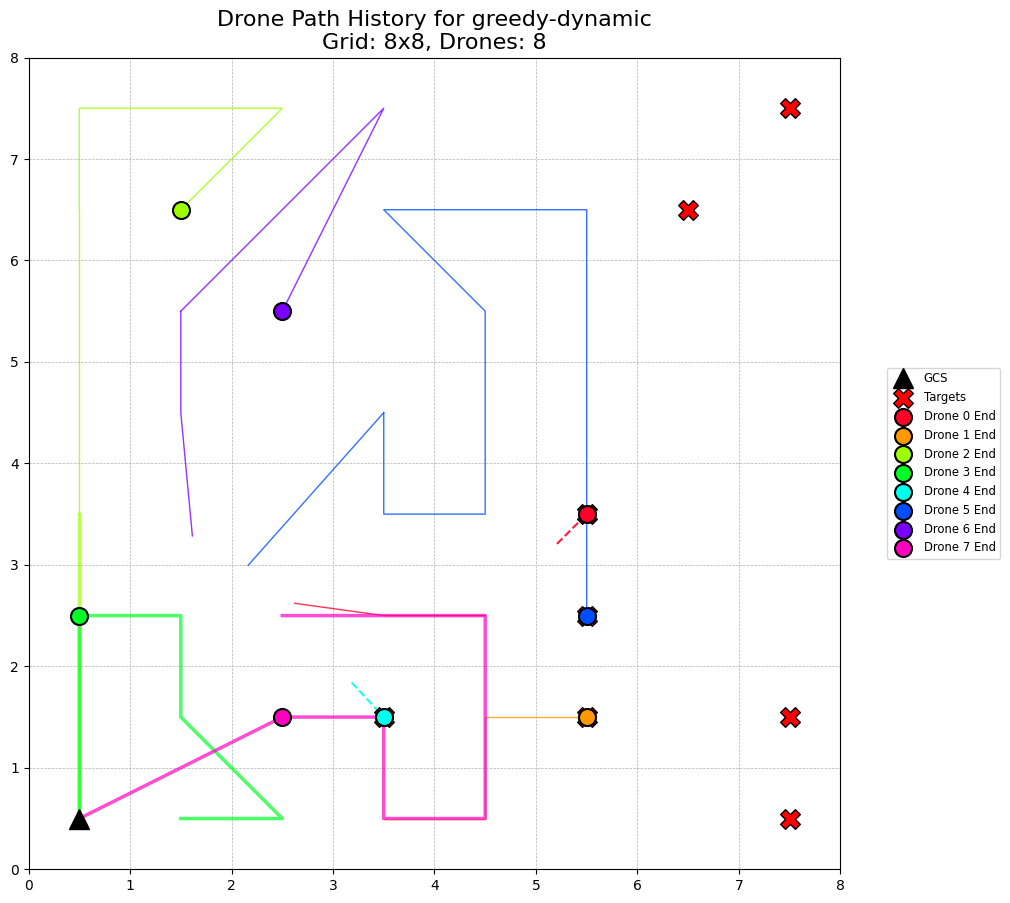 Drone Path History for greedy-dynamic
Grid: 8x8, Drones: 8
8
7
6
5
4
3
2
1
0
0 1 2 3 4 5 6 7 8
GCS
Targets
Drone 0 End
Drone 1 End
Drone 2 End
Drone 3 End
Drone 4 End
Drone 5 End
Drone 6 End
Drone 7 End